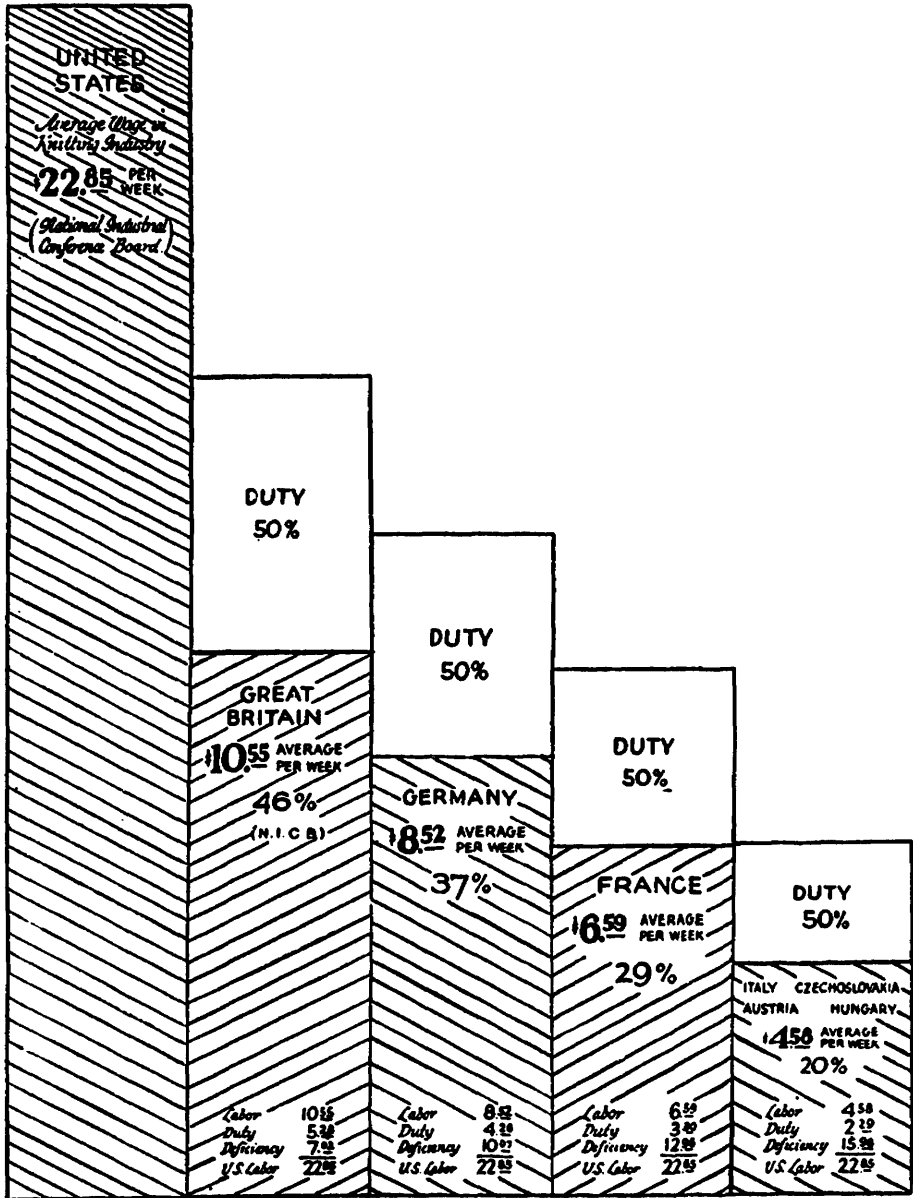 UNITED
STATES
Average Wage in
Knitting Industry
$22.85 PER
WEEK
(National Industrial
Conference Board)
DUTY
50%
GREAT
BRITAIN
$10.55 AVERAGE
PER WEEK
46%
(N.I.C.B)
Labor 10 55
Duty 5 28
Deficiency 7 02
U.S. Labor 22 85
DUTY
50%
GERMANY
$8.52 AVERAGE
PER WEEK
37%
Labor 8 52
Duty 4 26
Deficiency 10 07
U.S. Labor 22 85
DUTY
50%
FRANCE
$6.59 AVERAGE
PER WEEK
29%
Labor 6 59
Duty
Deficiency
U.S. Labor 22 85
DUTY
50%
ITALY CZECHOSLOVAKIA
AUSTRIA HUNGARY
$4.58 AVERAGE
PER WEEK
20%
Labor 4 58
Duty 2 29
Deficiency 15 98
U.S. Labor 22 85